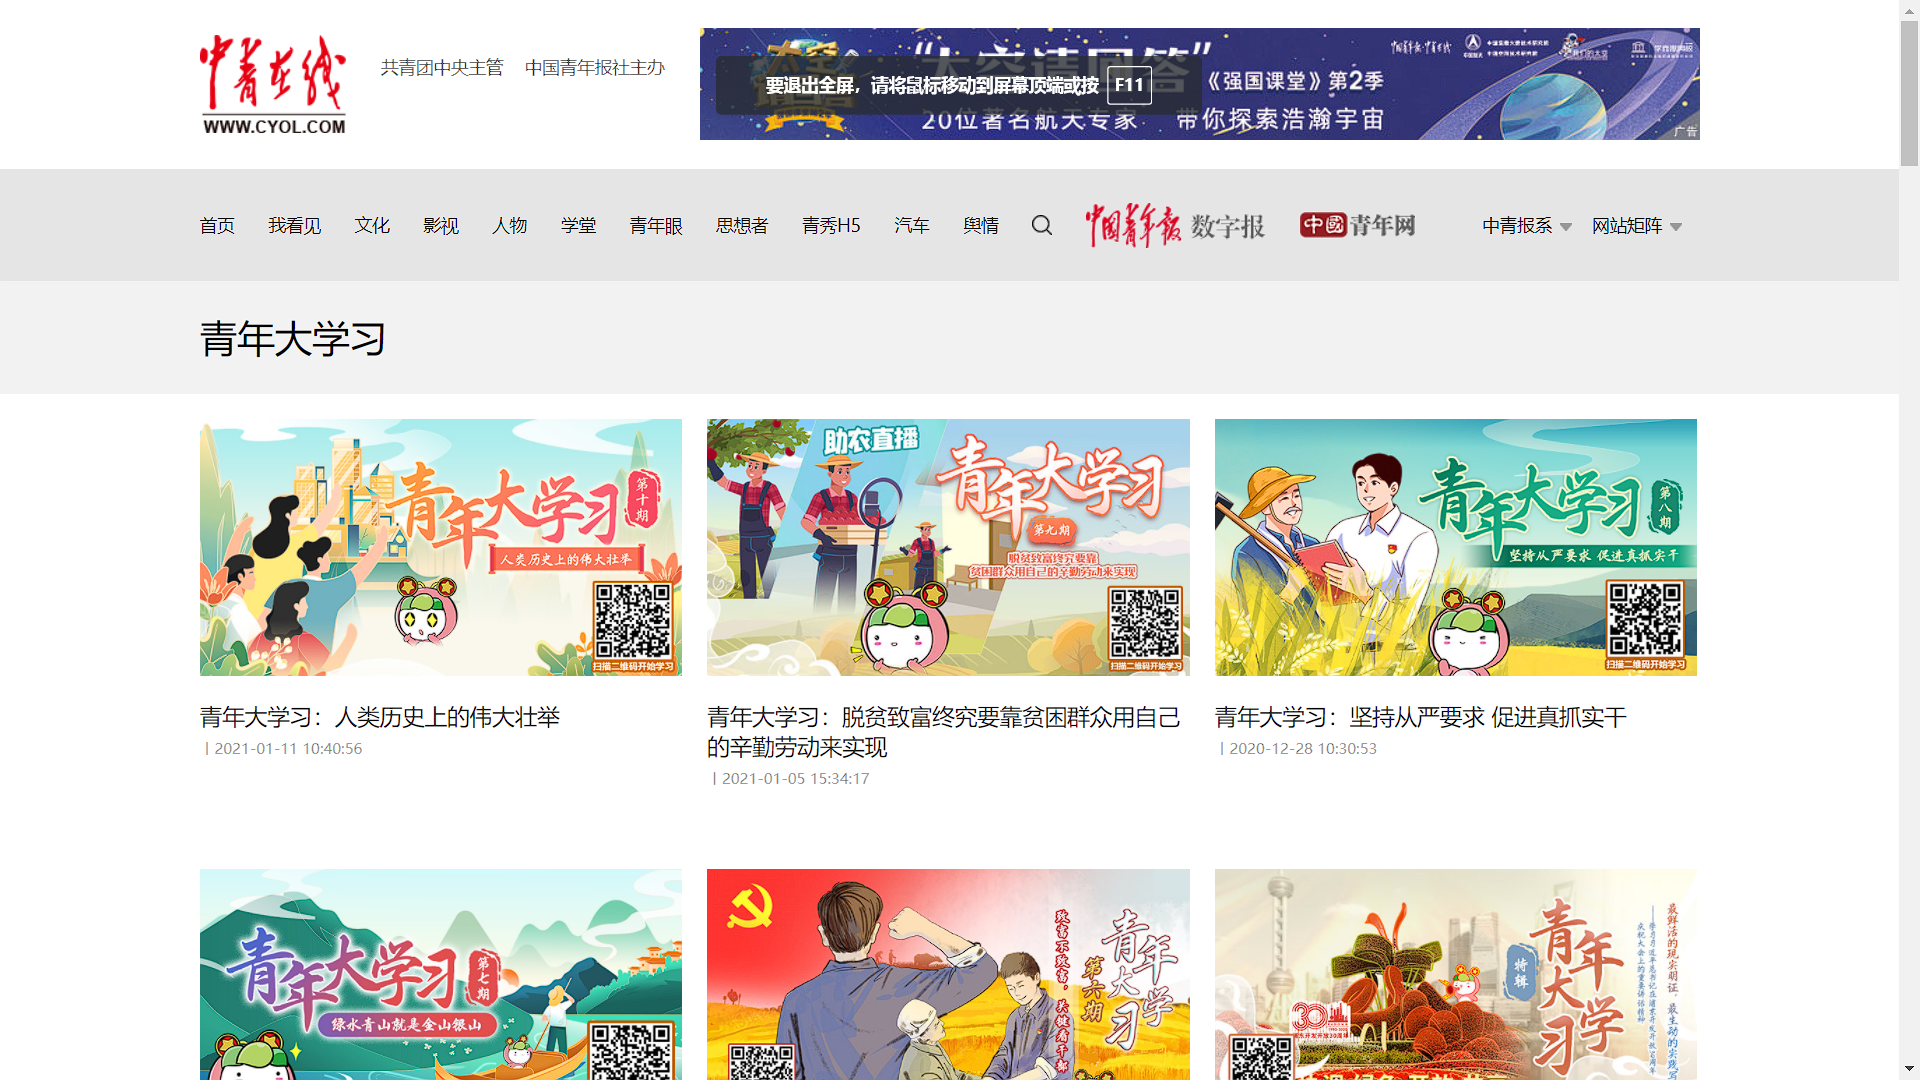 中青在线
WWW.CYOL.COM
共青团中央主管 中国青年报社主办
要退出全屏，请将鼠标移动到屏幕顶端或按 F11
《强国课堂》第2季
20位著名航天专家 带你探索浩瀚宇宙
广告
首页 我看见 文化 影视 人物 学堂 青年眼 思想者 青秀H5 汽车 舆情 中国青年报 数字报 中國青年网 中青报系 网站矩阵
青年大学习
青年大学习
第十期
人类历史上的伟大壮举
扫描二维码开始学习
助农直播
青年大学习
第九期
脱贫致富终究要靠
贫困群众用自己的辛勤劳动来实现
扫描二维码开始学习
青年大学习
第八期
坚持从严要求 促进真抓实干
扫描二维码开始学习
青年大学习：人类历史上的伟大壮举
| 2021-01-11 10:40:56
青年大学习：脱贫致富终究要靠贫困群众用自己
的辛勤劳动来实现
| 2021-01-05 15:34:17
青年大学习：坚持从严要求 促进真抓实干
| 2020-12-28 10:30:53
青年大学习
第七期
绿水青山就是金山银山
青年大学习
第六期
致富不致富，关键看干部
青年大学习
特辑
最鲜活的现实明证，最生动的实践写